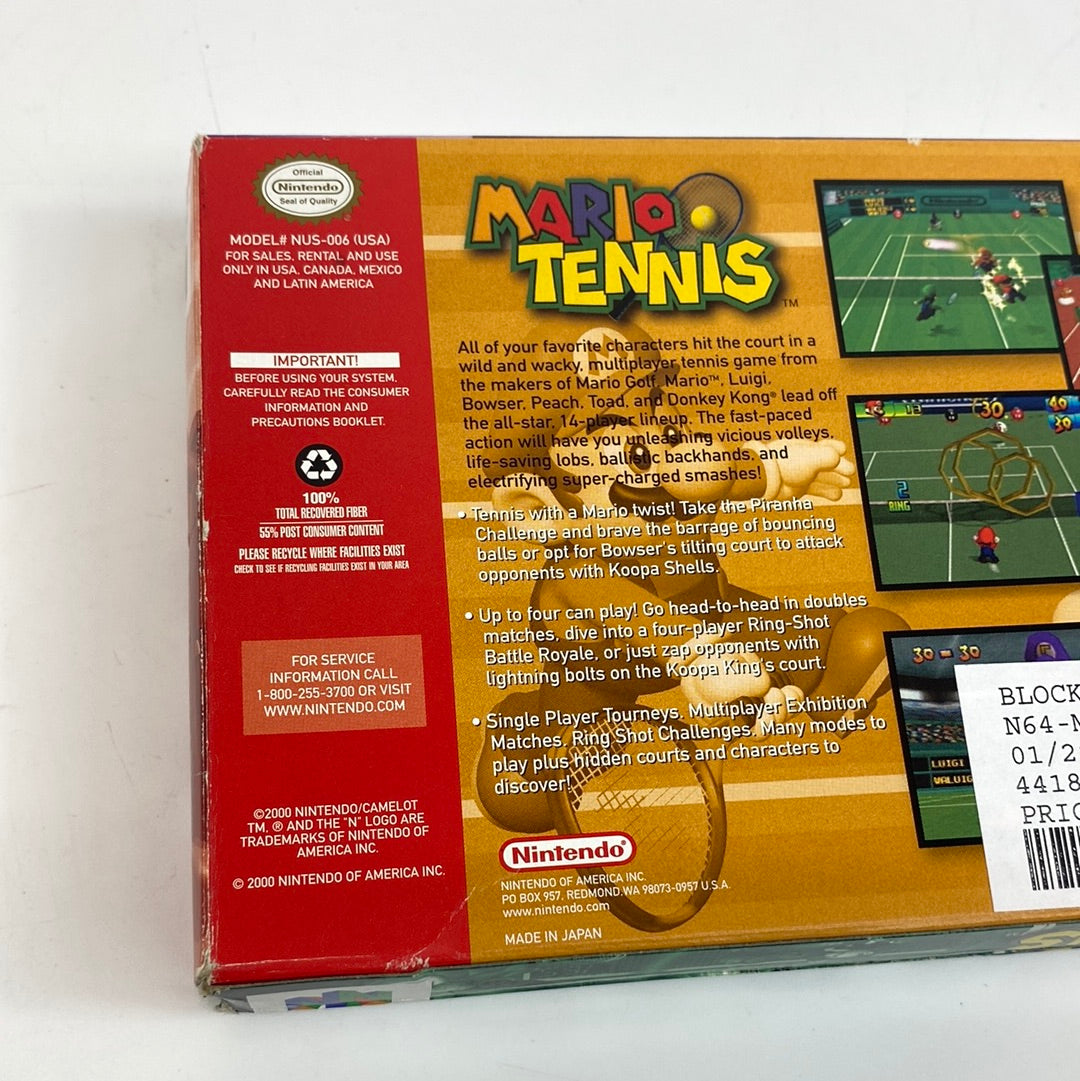 Official
Nintendo
Seal of Quality
MODEL# NUS-006 (USA)
FOR SALES, RENTAL AND USE
ONLY IN USA, CANADA, MEXICO
AND LATIN AMERICA
IMPORTANT!
BEFORE USING YOUR SYSTEM,
CAREFULLY READ THE CONSUMER
INFORMATION AND
PRECAUTIONS BOOKLET.
100%
TOTAL RECOVERED FIBER
55% POST CONSUMER CONTENT
PLEASE RECYCLE WHERE FACILITIES EXIST
CHECK TO SEE IF RECYCLING FACILITIES EXIST IN YOUR AREA
FOR SERVICE
INFORMATION CALL
1-800-255-3700 OR VISIT
WWW.NINTENDO.COM
©2000 NINTENDO/CAMELOT
TM, ® AND THE "N" LOGO ARE
TRADEMARKS OF NINTENDO OF
AMERICA INC.
© 2000 NINTENDO OF AMERICA INC.
MARIO
TENNIS™
All of your favorite characters hit the court in a
wild and wacky, multiplayer tennis game from
the makers of Mario Golf. Mario™, Luigi,
Bowser, Peach, Toad, and Donkey Kong® lead off
the all-star, 14-player lineup. The fast-paced
action will have you unleashing vicious volleys,
life-saving lobs, ballistic backhands, and
electrifying super-charged smashes!
• Tennis with a Mario twist! Take the Piranha
Challenge and brave the barrage of bouncing
balls or opt for Bowser's tilting court to attack
opponents with Koopa Shells.
• Up to four can play! Go head-to-head in doubles
matches, dive into a four-player Ring-Shot
Battle Royale, or just zap opponents with
lightning bolts on the Koopa King's court.
• Single Player Tourneys, Multiplayer Exhibition
Matches, Ring Shot Challenges. Many modes to
play plus hidden courts and characters to
discover!
Nintendo®
NINTENDO OF AMERICA INC.
PO BOX 957, REDMOND,WA 98073-0957 U.S.A.
www.nintendo.com
MADE IN JAPAN
30
40
30
2
RING
30 - 30
LUIGI
BLOCK
N64-
01/2
4418
PRIC